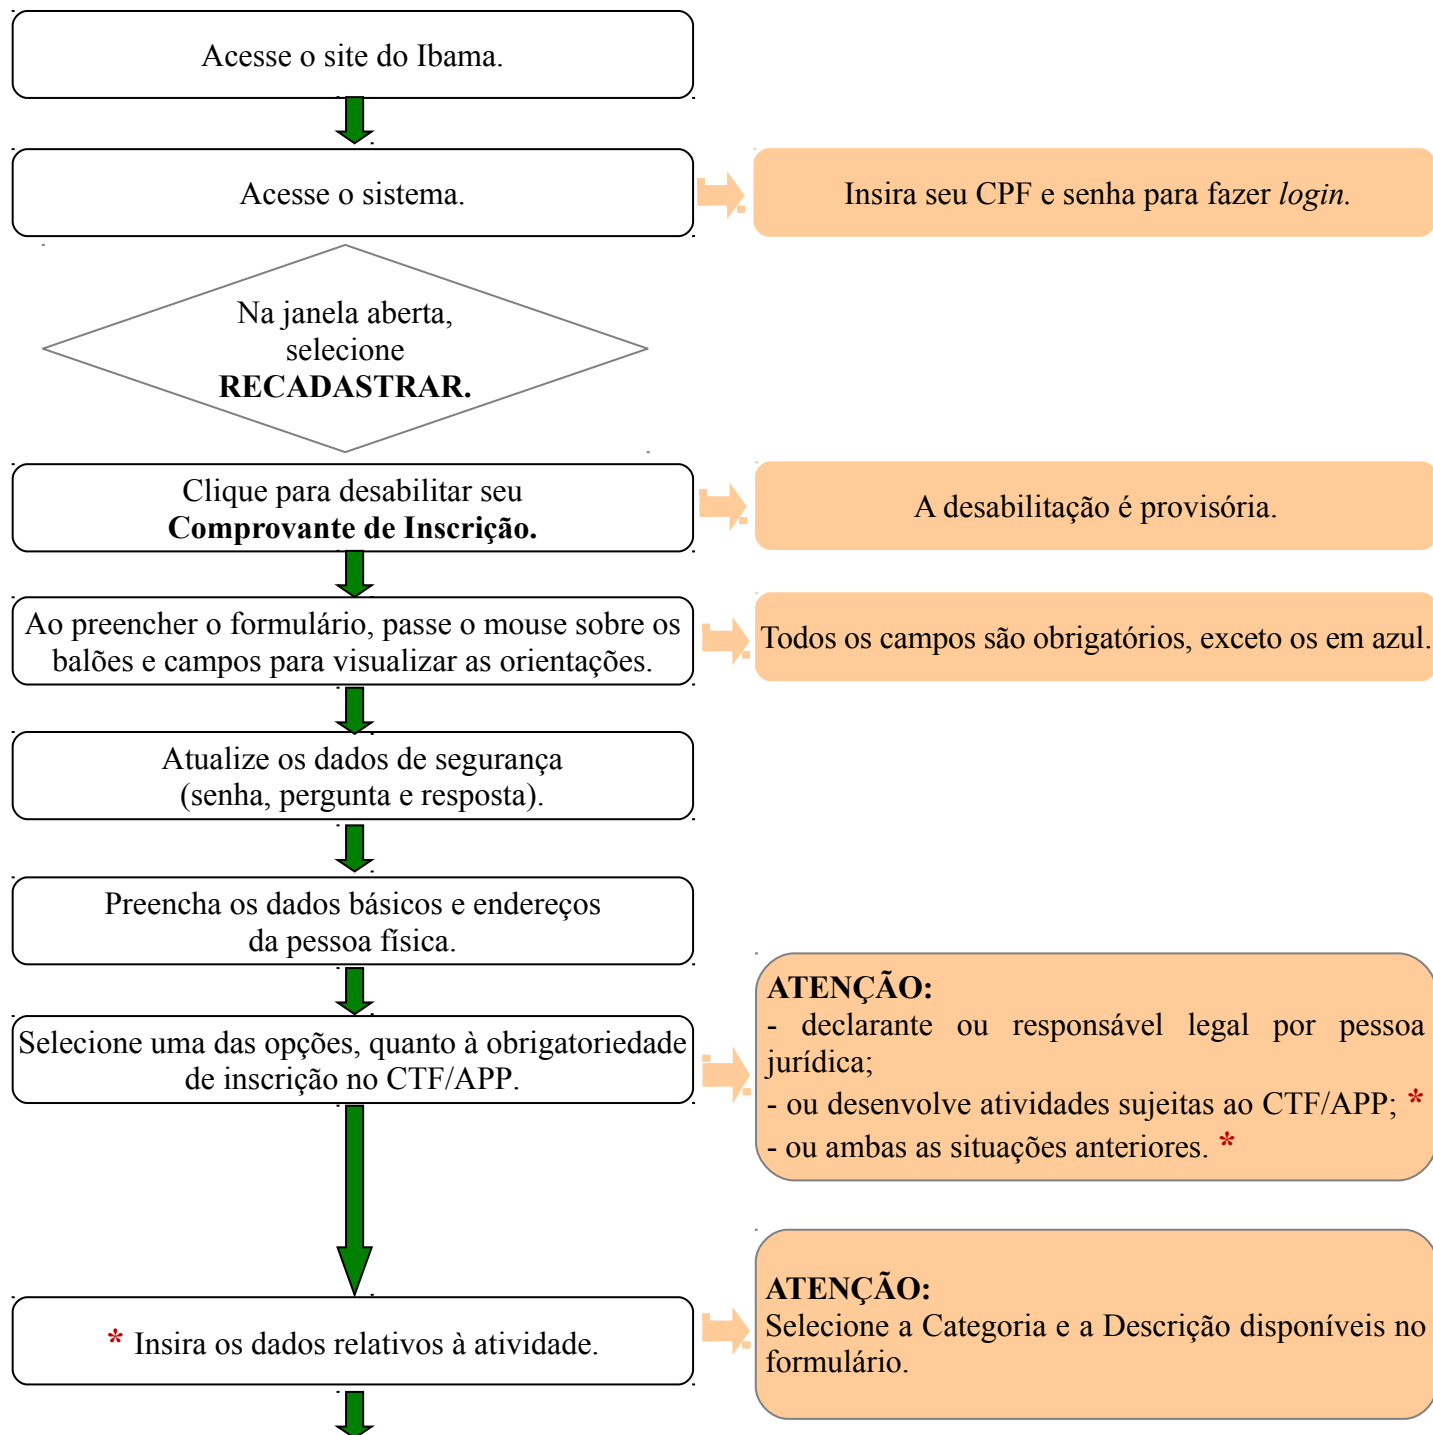 Acesse o site do Ibama.
Acesse o sistema.
Insira seu CPF e senha para fazer login.
Na janela aberta,
selecione
RECADASTRAR.
Clique para desabilitar seu
Comprovante de Inscrição.
A desabilitação é provisória.
Ao preencher o formulário, passe o mouse sobre os
balões e campos para visualizar as orientações.
Todos os campos são obrigatórios, exceto os em azul.
Atualize os dados de segurança
(senha, pergunta e resposta).
Preencha os dados básicos e endereços
da pessoa física.
Selecione uma das opções, quanto à obrigatoriedade
de inscrição no CTF/APP.
ATENÇÃO:
- declarante ou responsável legal por pessoa
jurídica;
- ou desenvolve atividades sujeitas ao CTF/APP; *
- ou ambas as situações anteriores. *
* Insira os dados relativos à atividade.
ATENÇÃO:
Selecione a Categoria e a Descrição disponíveis no
formulário.